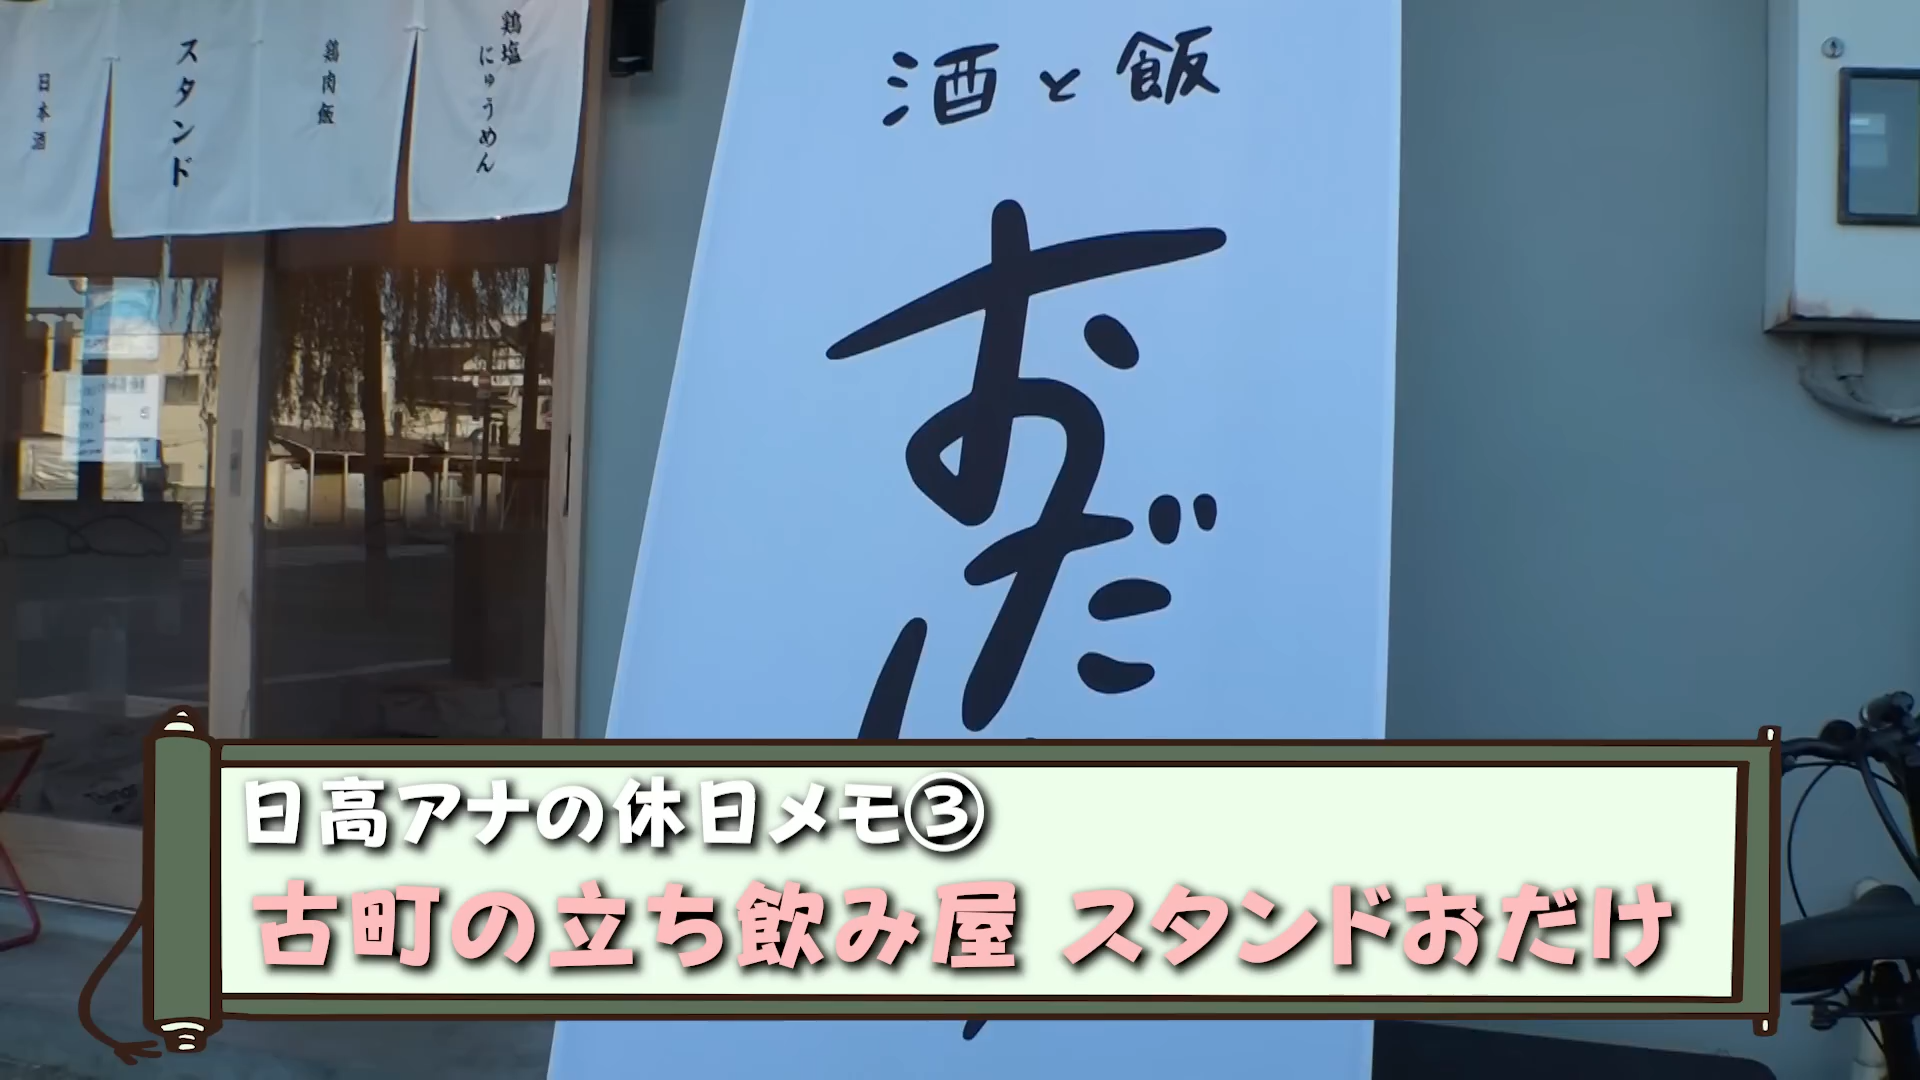 鶏塩
にゅうめん
鶏肉飯
スタンド
日本酒
酒と飯
おだけ
日高アナの休日メモ③
古町の立ち飲み屋 スタンドおだけ